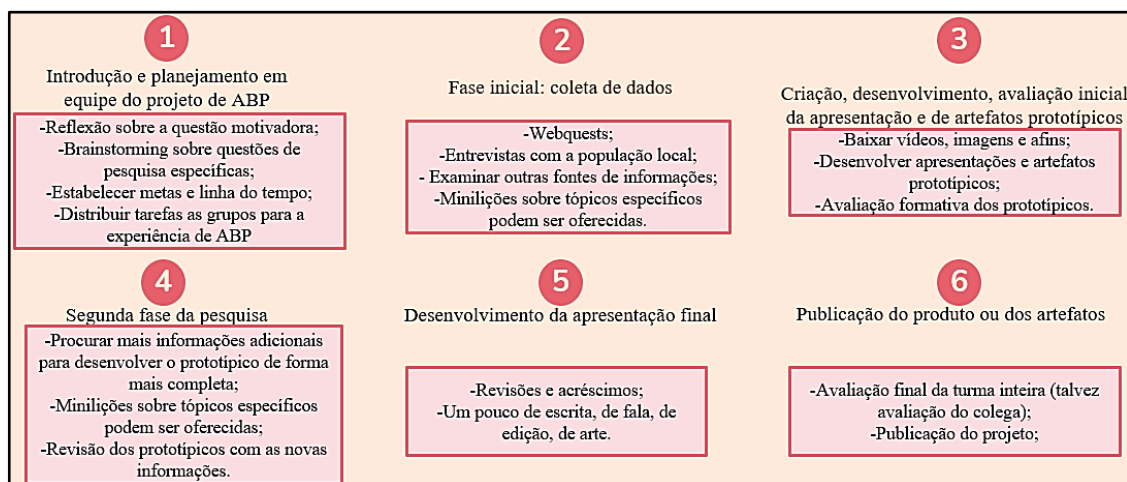 1
Introdução e planejamento em
equipe do projeto de ABP
-Reflexão sobre a questão motivadora;
-Brainstorming sobre questões de
pesquisa específicas;
-Estabelecer metas e linha do tempo;
-Distribuir tarefas as grupos para a
experiência de ABP
2
Fase inicial: coleta de dados
-Webquests;
-Entrevistas com a população local;
- Examinar outras fontes de informações;
-Minilições sobre tópicos específicos
podem ser oferecidas.
3
Criação, desenvolvimento, avaliação inicial
da apresentação e de artefatos prototípicos
-Baixar vídeos, imagens e afins;
-Desenvolver apresentações e artefatos
prototípicos;
-Avaliação formativa dos prototípicos.
4
Segunda fase da pesquisa
-Procurar mais informações adicionais
para desenvolver o prototípico de forma
mais completa;
-Minilições sobre tópicos específicos
podem ser oferecidas;
-Revisão dos prototípicos com as novas
informações.
5
Desenvolvimento da apresentação final
-Revisões e acréscimos;
-Um pouco de escrita, de fala, de
edição, de arte.
6
Publicação do produto ou dos artefatos
-Avaliação final da turma inteira (talvez
avaliação do colega);
-Publicação do projeto;